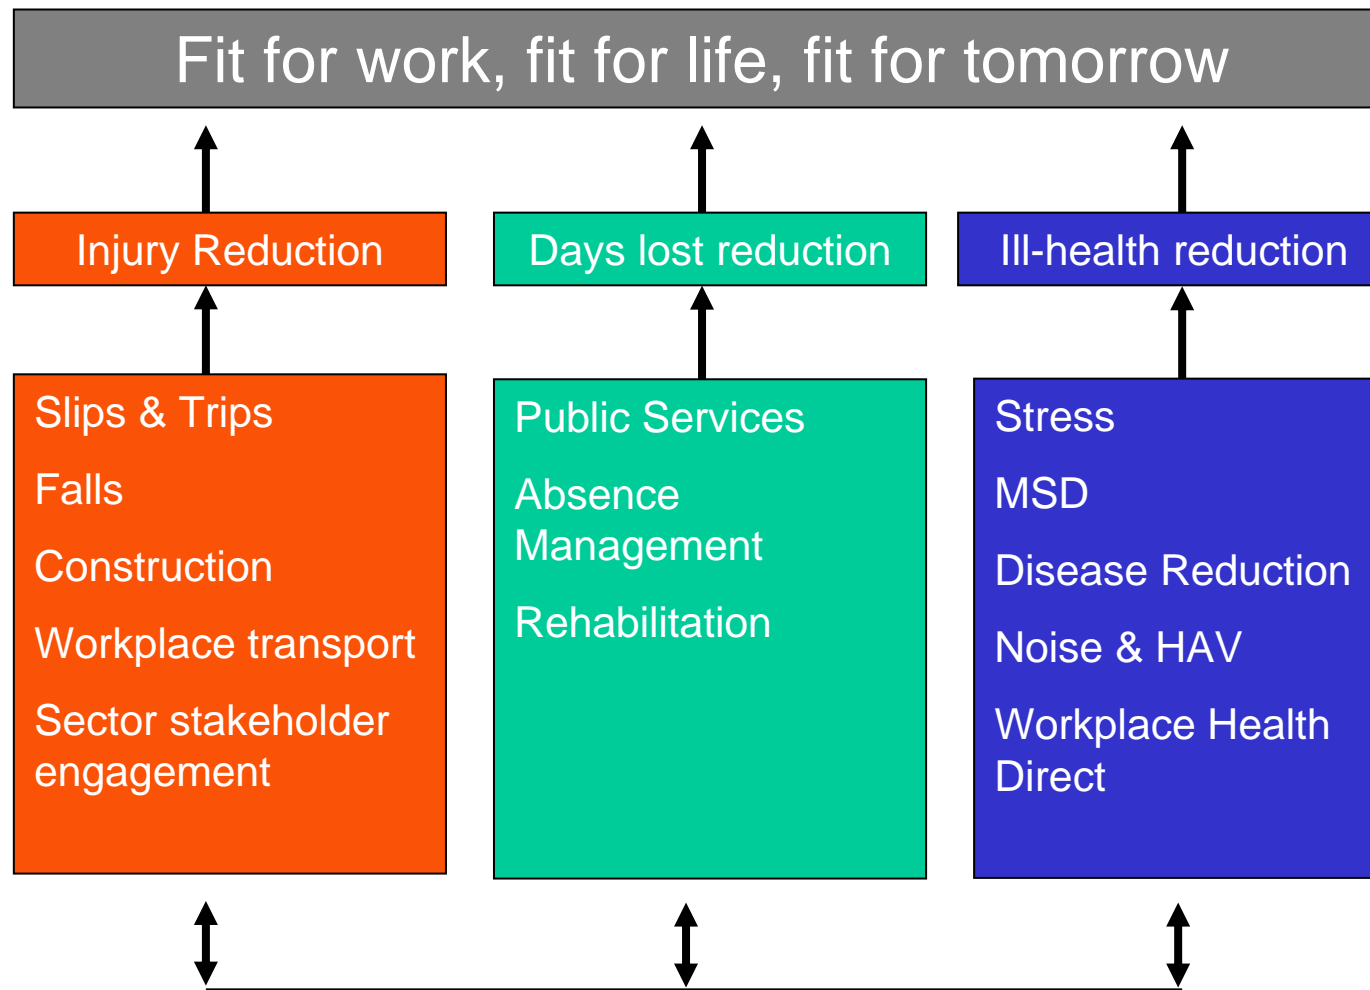 Fit for work, fit for life, fit for tomorrow
Injury Reduction
Days lost reduction
Ill-health reduction
Slips & Trips
Falls
Construction
Workplace transport
Sector stakeholder
engagement
Public Services
Absence
Management
Rehabilitation
Stress
MSD
Disease Reduction
Noise & HAV
Workplace Health
Direct